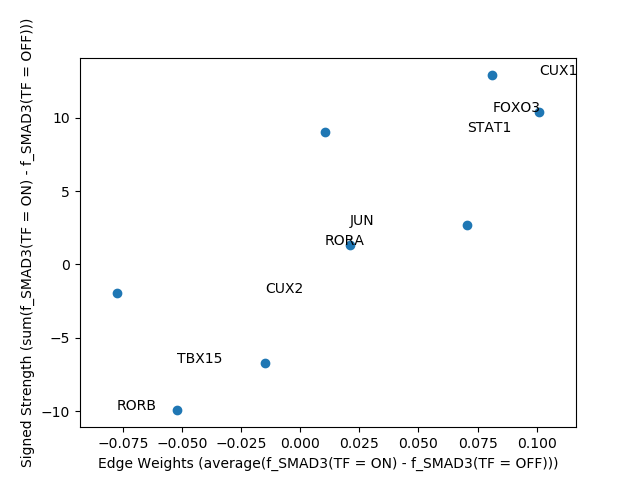 Signed Strength (sum(f_SMAD3(TF = ON) - f_SMAD3(TF = OFF)))
10
5
0
−5
−10
CUX1
FOXO3
STAT1
JUN
RORA
CUX2
TBX15
RORB
−0.075 −0.050 −0.025 0.000 0.025 0.050 0.075 0.100
Edge Weights (average(f_SMAD3(TF = ON) - f_SMAD3(TF = OFF)))